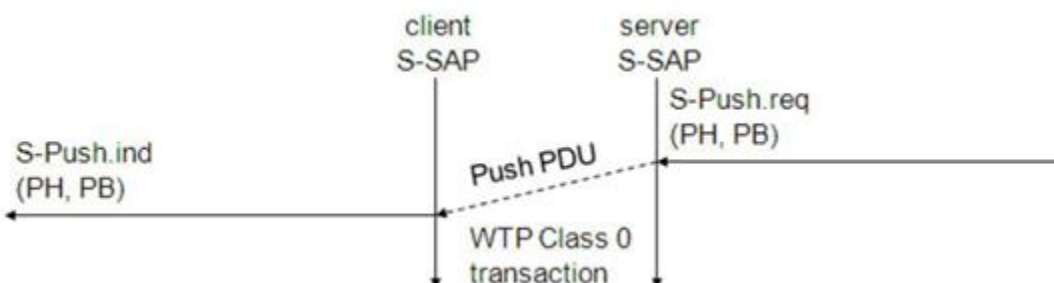 client
S-SAP
server
S-SAP
S-Push.req
(PH, PB)
S-Push.ind
(PH, PB)
Push PDU
WTP Class 0
transaction